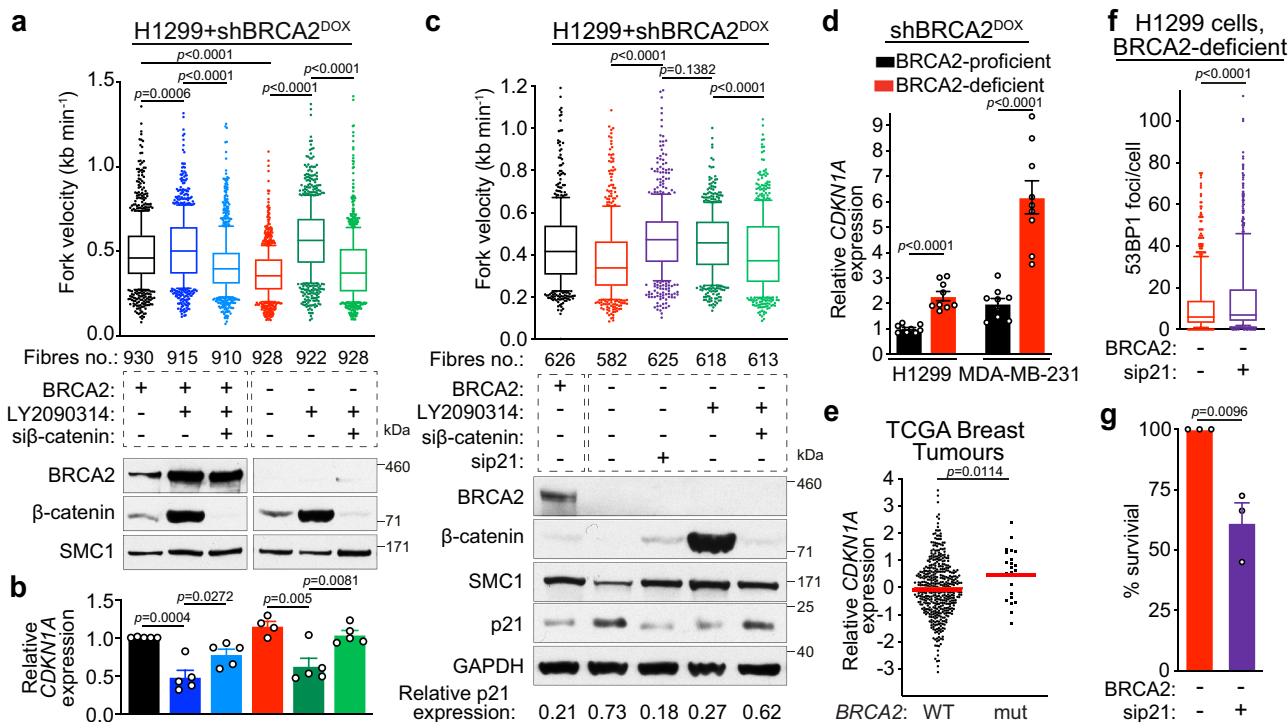 a
H1299+shBRCA2DOX
p<0.0001
p<0.0001
p<0.0001
p=0.0006
p<0.0001
Fork velocity (kb min⁻¹)
1.5
1.0
0.5
0.0
Fibres no.: 930 915 910 928 922 928
BRCA2: + + + - - -
LY2090314: - + + - + +
siβ-catenin: - - + - - +
kDa
BRCA2 460
β-catenin 71
SMC1 171
b
p=0.0081
p=0.0272 p=0.005
p=0.0004
Relative CDKN1A expression
1.5
1.0
0.5
0.0
c
H1299+shBRCA2DOX
p<0.0001
p=0.1382
p<0.0001
Fork velocity (kb min⁻¹)
1.2
1.0
0.8
0.6
0.4
0.2
0.0
Fibres no.: 626 582 625 618 613
BRCA2: + - - - -
LY2090314: - - - + +
siβ-catenin: - - - - +
sip21: - - + - -
kDa
BRCA2 460
β-catenin 71
SMC1 171
25
p21
GAPDH 40
Relative p21 expression: 0.21 0.73 0.18 0.27 0.62
d
shBRCA2DOX
BRCA2-proficient
BRCA2-deficient
p<0.0001
p<0.0001
Relative CDKN1A expression
9
8
7
6
5
4
3
2
1
0
H1299 MDA-MB-231
e
TCGA Breast
Tumours
p=0.0114
Relative CDKN1A expression
4
3
2
1
0
-1
-2
-3
BRCA2: WT mut
f
H1299 cells,
BRCA2-deficient
p<0.0001
53BP1 foci/cell
100
80
60
40
20
0
BRCA2: - -
sip21: - +
g
p=0.0096
% survival
100
75
50
25
0
BRCA2: - -
sip21: - +